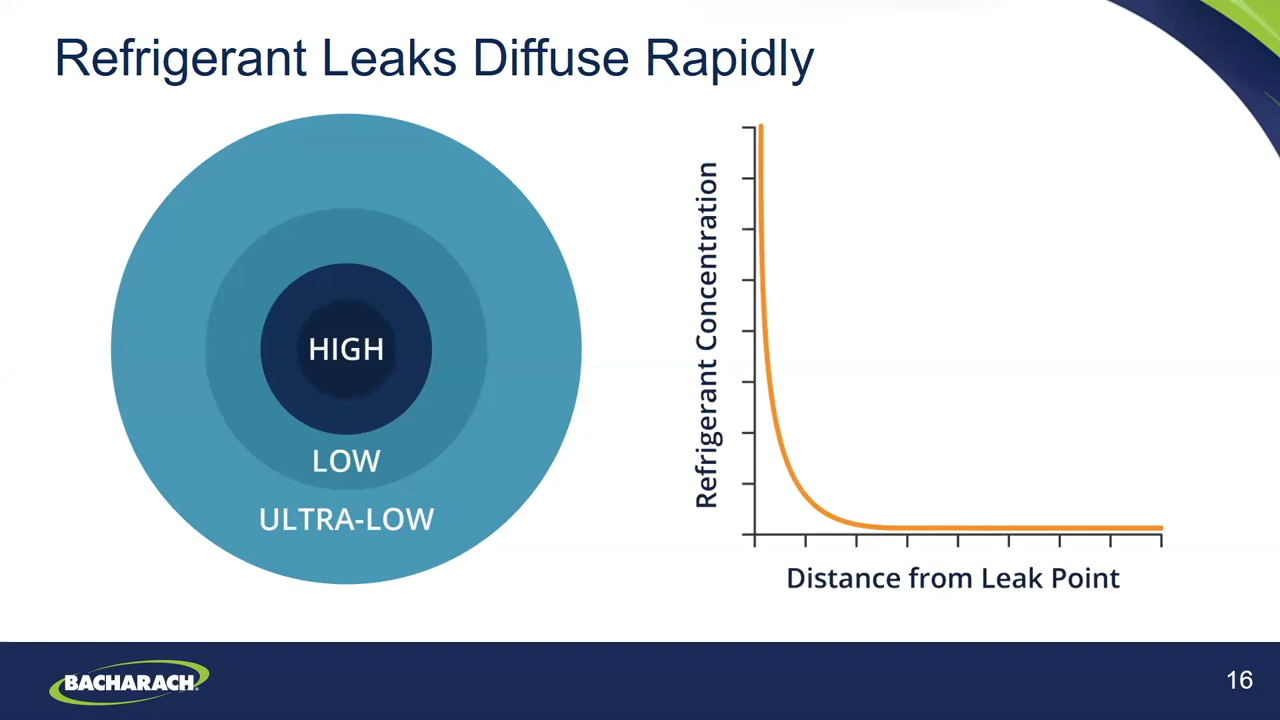 Refrigerant Leaks Diffuse Rapidly
HIGH
LOW
ULTRA-LOW
Refrigerant Concentration
Distance from Leak Point
BACHARACH
16